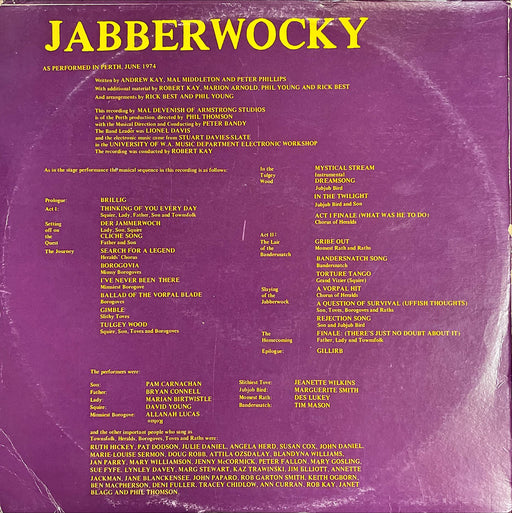 JABBERWOCKY
AS PERFORMED IN PERTH, JUNE 1974
Written by ANDREW KAY, MAL MIDDLETON AND PETER PHILLIPS
With additional material by ROBERT KAY, MARION ARNOLD, PHIL YOUNG AND RICK BEST
And arrangements by RICK BEST AND PHIL YOUNG
This recording by MAL DEVENISH OF ARMSTRONG STUDIOS
is of the Perth production, directed by PHIL THOMSON
with the Musical Direction and Conducting by PETER BANDY
The Band Leader was LIONEL DAVIS
and the electronic music come from STUART DAVIES-SLATE
in the UNIVERSITY OF W.A. MUSIC DEPARTMENT ELECTRONIC WORKSHOP
The recording was conducted by ROBERT KAY
As in the stage performance the musical sequence in this recording is as follows:
Prologue: BRILLIG
Act I: THINKING OF YOU EVERY DAY
Squire, Lady, Father, Son and Townsfolk
Setting DER JAMMERWOCH
off on Lady, Son, Squire
the CLICHE SONG
Quest Father and Son
The Journey SEARCH FOR A LEGEND
Heralds' Chorus
BOROGOVIA
Mimsy Borogoves
I'VE NEVER BEEN THERE
Mimsiest Borogove
BALLAD OF THE VORPAL BLADE
Borogoves
GIMBLE
Slithy Toves
TULGEY WOOD
Squire, Son, Toves and Borogoves
In the MYSTICAL STREAM
Tulgey Instrumental
Wood DREAMSONG
Jubjub Bird
IN THE TWILIGHT
Jubjub Bird and Son
ACT I FINALE (WHAT WAS HE TO DO)
Chorus of Heralds
Act II:
The Lair GRIBE OUT
of the Momest Rath and Raths
Bandersnatch
BANDERSNATCH SONG
Bandersnatch
TORTURE TANGO
Grand Vizier (Squire)
Slaying A VORPAL HIT
of the Chorus of Heralds
Jabberwock A QUESTION OF SURVIVAL (UFFISH THOUGHTS)
Son, Toves, Borogoves and Raths
REJECTION SONG
Son and Jubjub Bird
The FINALE: (THERE'S JUST NO DOUBT ABOUT IT)
Homecoming Father, Lady and Townsfolk
Epilogue: GILLIRB
The performers were:
Son: PAM CARNACHAN
Father: BRYAN CONNELL
Lady: MARIAN BIRTWISTLE
Squire: DAVID YOUNG
Mimsiest Borogove: ALLANAH LUCAS
Slithiest Tove: JEANETTE WILKINS
Jubjub Bird: MARGUERITE SMITH
Momest Rath: DES LUKEY
Bandersnatch: TIM MASON
and the other important people who sang as
Townsfolk, Heralds, Borogoves, Toves and Raths were:
RUTH HICKEY, PAT DODSON, JULIE DANIEL, ANGELA HERD, SUSAN COX, JOHN DANIEL,
MARIE-LOUISE SERMON, DOUG ROBB, ATTILA OZSDALAY, BLANDYNA WILLIAMS,
IAN PARRY, MARY WILLIAMSON, JENNY McCORMICK, PETER FALLON, MARY GOSLING,
SUE FYFE, LYNLEY DAVEY, MARG STEWART, KAZ TRAWINSKI, JIM ELLIOTT, ANNETTE
JACKMAN, JANE BLANCKENSEE, JOHN PAPARO, ROB GARTON SMITH, KEITH OGBORN,
BEN MACPHERSON, DENI FULLER, TRACEY CHIDLOW, ANN CURRAN, ROB KAY, JANET
BLAGG AND PHIL THOMSON,